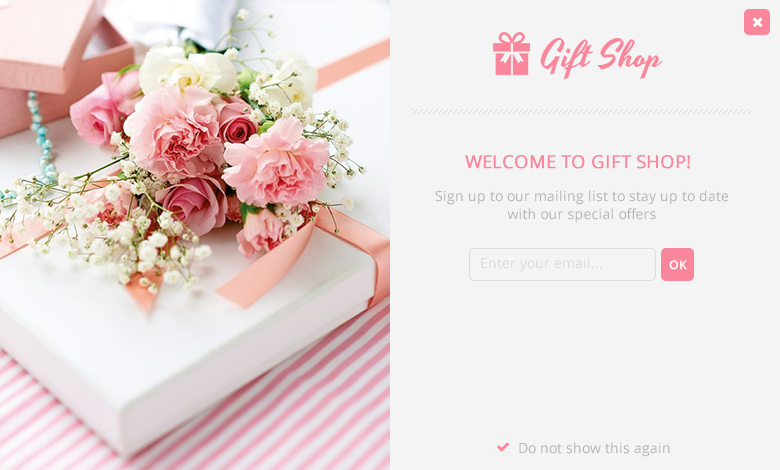 Gift Shop
WELCOME TO GIFT SHOP!
Sign up to our mailing list to stay up to date
with our special offers
Enter your email...
OK
Do not show this again